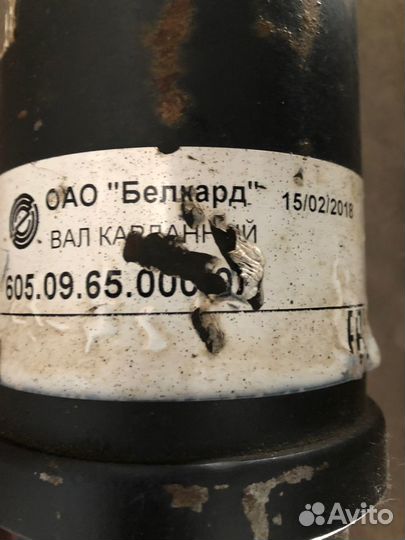 ОАО "Белкард" 15/02/2018
ВАЛ КАРДАННЫЙ
605.09.65.000
Avito